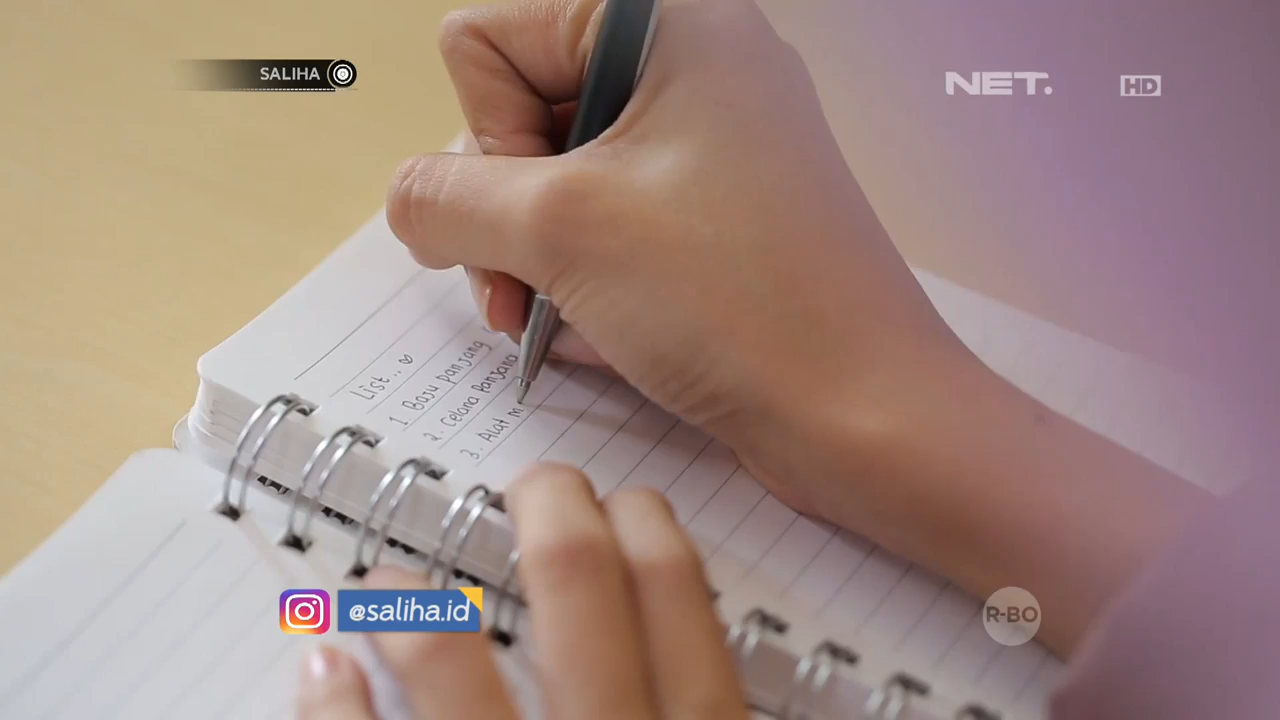 SALIHA
NET.
HD
List..
1. Baju panjang
2. Celana Panjang
3. Alat m
@saliha.id
R-BO